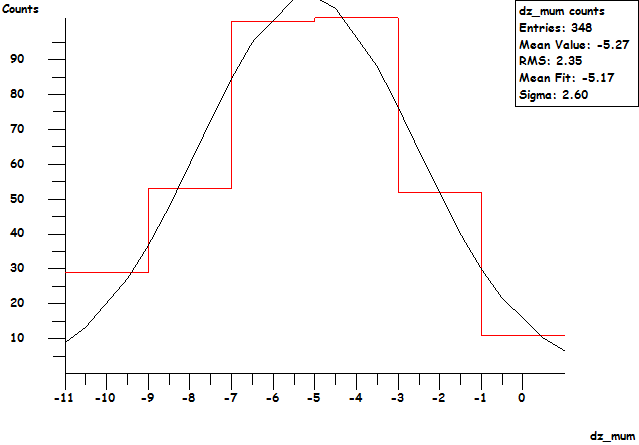 Counts
dz_mum counts
Entries: 348
Mean Value: -5.27
RMS: 2.35
Mean Fit: -5.17
Sigma: 2.60
90
80
70
60
50
40
30
20
10
-11 -10 -9 -8 -7 -6 -5 -4 -3 -2 -1 0
dz_mum